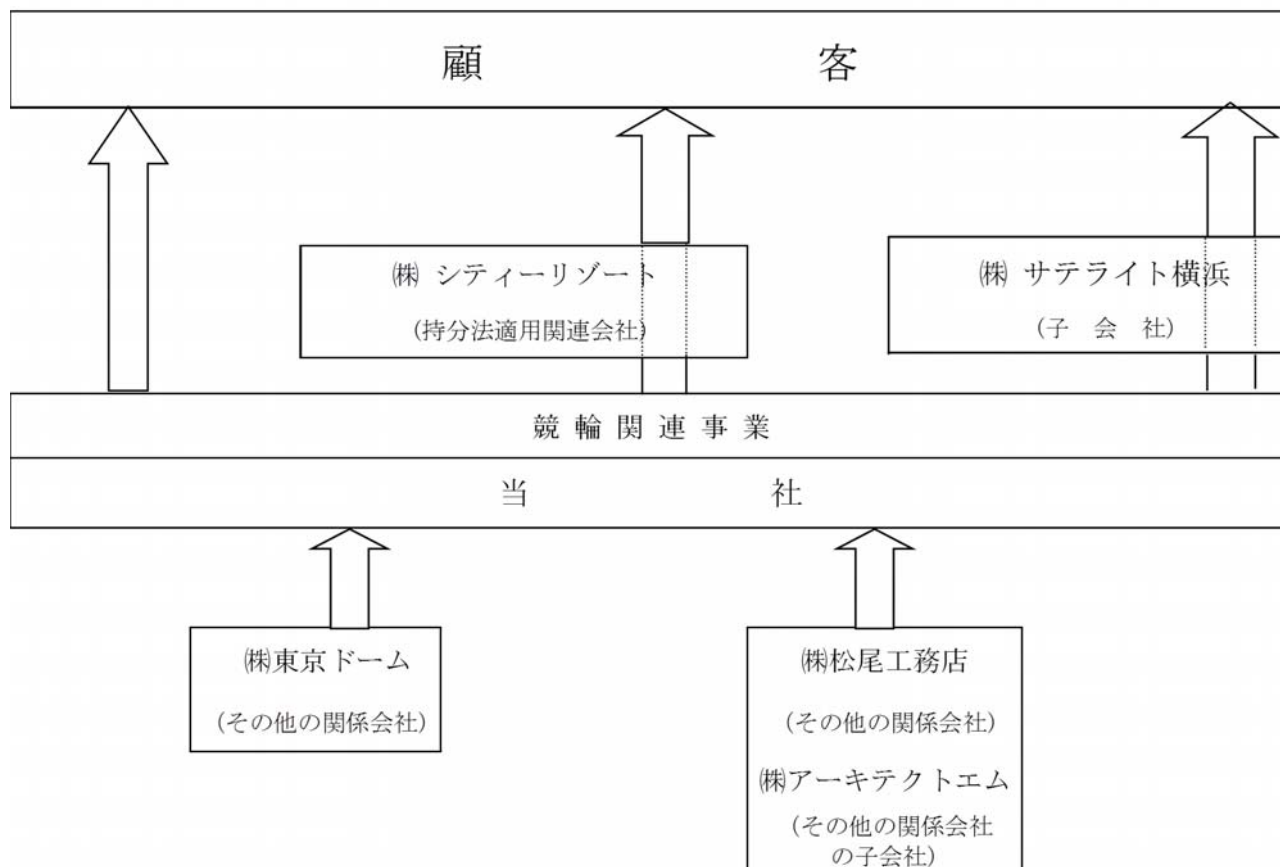 顧 客
㈱ シティーリゾート
(持分法適用関連会社)
㈱ サテライト横浜
(子 会 社)
競 輪 関 連 事 業
当 社
㈱東京ドーム
(その他の関係会社)
㈱松尾工務店
(その他の関係会社)
㈱アーキテクトエム
(その他の関係会社
の子会社)